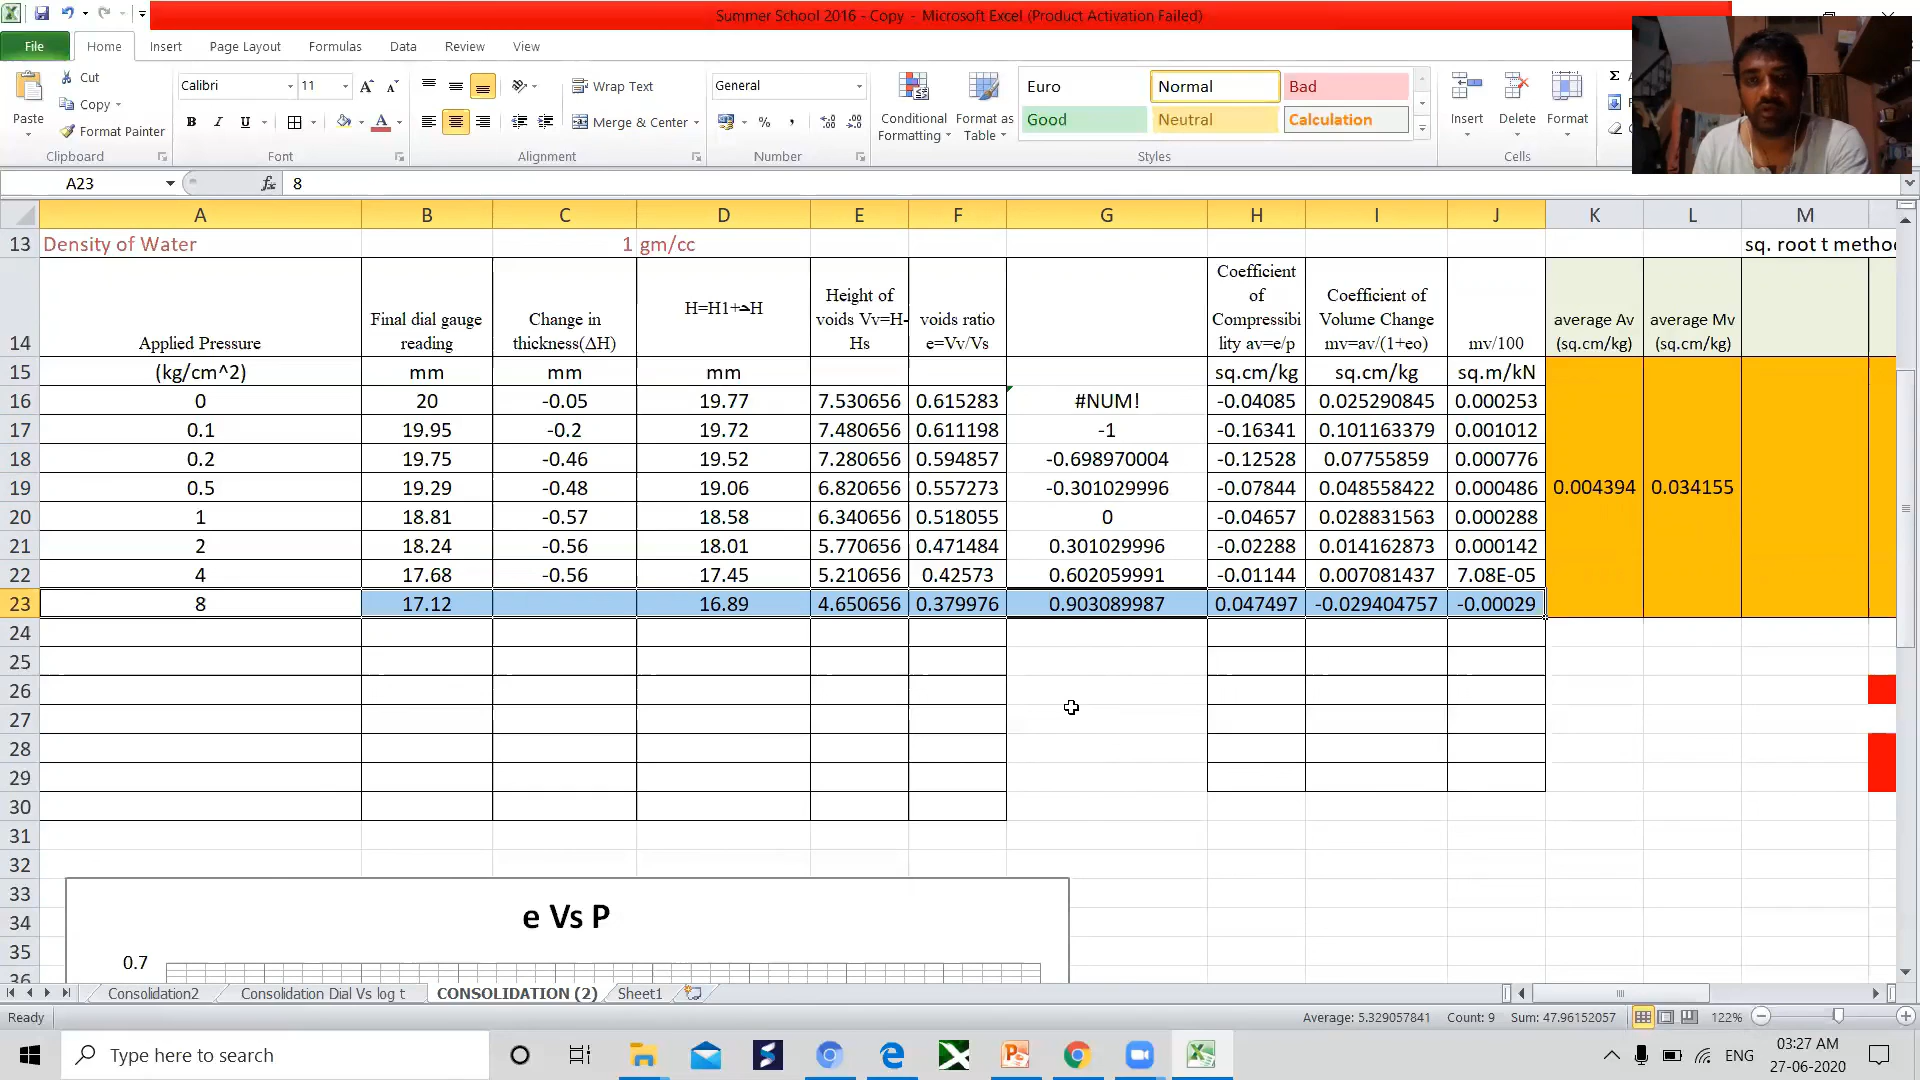 Summer School 2016 - Copy - Microsoft Excel (Product Activation Failed)
File Home Insert Page Layout Formulas Data Review View
Cut
Copy
Paste Format Painter
Calibri 11
B I U
Wrap Text
Merge & Center
General
% ,
Conditional Formatting
Format as Table
Euro Normal Bad
Good Neutral Calculation
Insert Delete Format
Σ
Clipboard Font Alignment Number Styles Cells
A23 fx 8
A B C D E F G H I J K L M
13 Density of Water 1 gm/cc sq. root t metho
14 Applied Pressure Final dial gauge reading Change in thickness(ΔH) Height of voids Vv=H-Hs voids ratio e=Vv/Vs Coefficient of Compressibility av=e/p Coefficient of Volume Change mv=av/(1+eo) mv/100 average Av (sq.cm/kg) average Mv (sq.cm/kg)
15 (kg/cm^2) mm mm mm sq.cm/kg sq.cm/kg sq.m/kN
16 0 20 -0.05 19.77 7.530656 0.615283 #NUM! -0.04085 0.025290845 0.000253
17 0.1 19.95 -0.2 19.72 7.480656 0.611198 -1 -0.16341 0.101163379 0.001012
18 0.2 19.75 -0.46 19.52 7.280656 0.594857 -0.698970004 -0.12528 0.07755859 0.000776
19 0.5 19.29 -0.48 19.06 6.820656 0.557273 -0.301029996 -0.07844 0.048558422 0.000486 0.004394 0.034155
20 1 18.81 -0.57 18.58 6.340656 0.518055 0 -0.04657 0.028831563 0.000288
21 2 18.24 -0.56 18.01 5.770656 0.471484 0.301029996 -0.02288 0.014162873 0.000142
22 4 17.68 -0.56 17.45 5.210656 0.42573 0.602059991 -0.01144 0.007081437 7.08E-05
23 8 17.12 16.89 4.650656 0.379976 0.903089987 0.047497 -0.029404757 -0.00029
24
25
26
27
28
29
30
31
32
33
34 e Vs P
35
36 0.7
Consolidation2 Consolidation Dial Vs log t CONSOLIDATION (2) Sheet1
Ready Average: 5.329057841 Count: 9 Sum: 47.96152057 122%
Type here to search
ENG 03:27 AM
27-06-2020